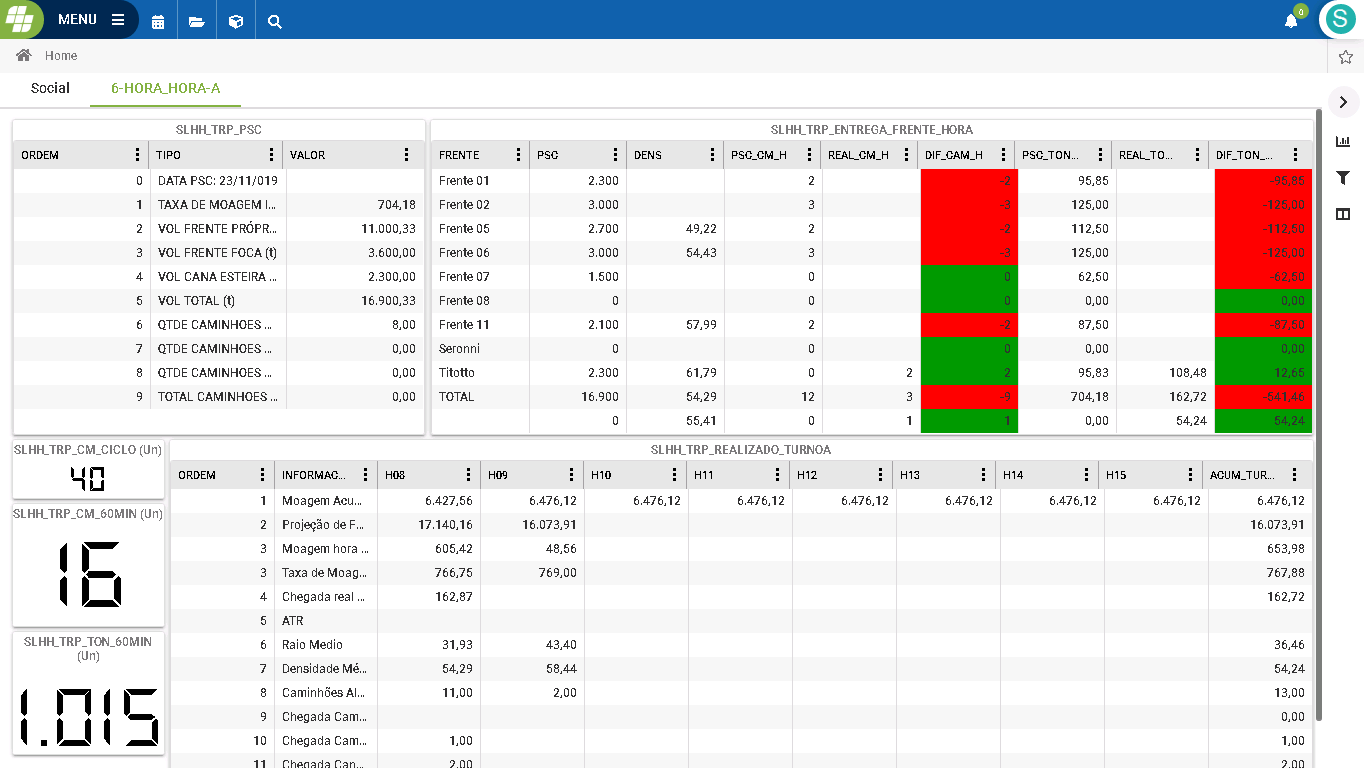 MENU
0
S
Home
Social 6-HORA_HORA-A
SLHH_TRP_PSC
ORDEM TIPO VALOR
0 DATA PSC: 23/11/019
1 TAXA DE MOAGEM I... 704,18
2 VOL FRENTE PRÓPR... 11.000,33
3 VOL FRENTE FOCA (t) 3.600,00
4 VOL CANA ESTEIRA ... 2.300,00
5 VOL TOTAL (t) 16.900,33
6 QTDE CAMINHOES ... 8,00
7 QTDE CAMINHOES ... 0,00
8 QTDE CAMINHOES ... 0,00
9 TOTAL CAMINHOES ... 0,00
SLHH_TRP_ENTREGA_FRENTE_HORA
FRENTE PSC DENS PSC_CM_H REAL_CM_H DIF_CAM_H PSC_TON... REAL_TO... DIF_TON_...
Frente 01 2.300 2 -2 95,85 -95,85
Frente 02 3.000 3 -3 125,00 -125,00
Frente 05 2.700 49,22 2 -2 112,50 -112,50
Frente 06 3.000 54,43 3 -3 125,00 -125,00
Frente 07 1.500 0 0 62,50 -62,50
Frente 08 0 0 0 0,00 0,00
Frente 11 2.100 57,99 2 -2 87,50 -87,50
Seronni 0 0 0 0,00 0,00
Titotto 2.300 61,79 0 2 2 95,83 108,48 12,65
TOTAL 16.900 54,29 12 3 -9 704,18 162,72 -541,46
0 55,41 0 1 1 0,00 54,24 54,24
SLHH_TRP_CM_CICLO (Un)
40
SLHH_TRP_CM_60MIN (Un)
16
SLHH_TRP_TON_60MIN
(Un)
1.015
SLHH_TRP_REALIZADO_TURNOA
ORDEM INFORMAC... H08 H09 H10 H11 H12 H13 H14 H15 ACUM_TUR...
1 Moagem Acu... 6.427,56 6.476,12 6.476,12 6.476,12 6.476,12 6.476,12 6.476,12 6.476,12 6.476,12
2 Projeção de F... 17.140,16 16.073,91 16.073,91
3 Moagem hora ... 605,42 48,56 653,98
3 Taxa de Moag... 766,75 769,00 767,88
4 Chegada real ... 162,87 162,72
5 ATR
6 Raio Medio 31,93 43,40 36,46
7 Densidade Mé... 54,29 58,44 54,24
8 Caminhões Al... 11,00 2,00 13,00
9 Chegada Cam... 0,00
10 Chegada Cam... 1,00 1,00
11 Chegada Can... 2,00 2,00